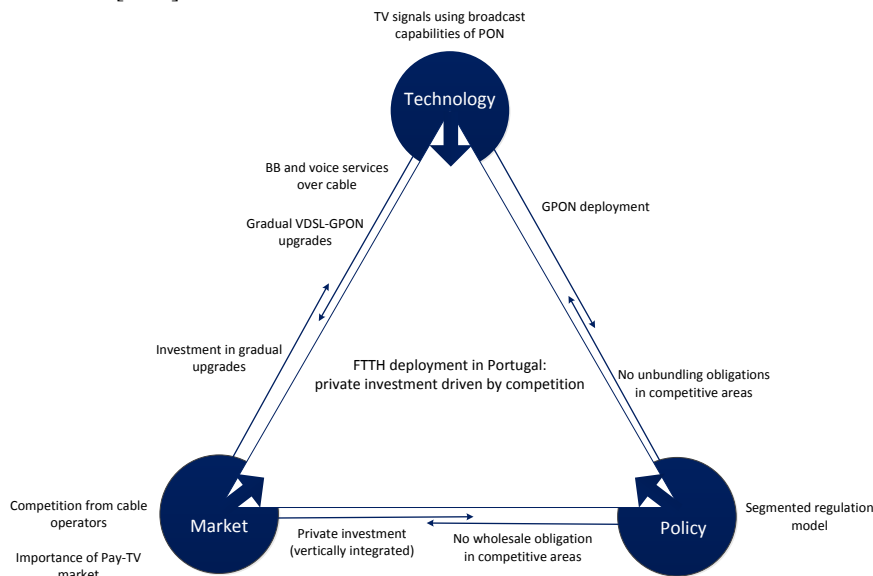 TV signals using broadcast
capabilities of PON
Technology
BB and voice services
over cable
Gradual VDSL-GPON
upgrades
GPON deployment
Investment in gradual
upgrades
FTTH deployment in Portugal:
private investment driven by competition
No unbundling obligations
in competitive areas
Competition from cable
operators
Importance of Pay-TV
market
Market
Private investment
(vertically integrated)
No wholesale obligation
in competitive areas
Policy
Segmented regulation
model